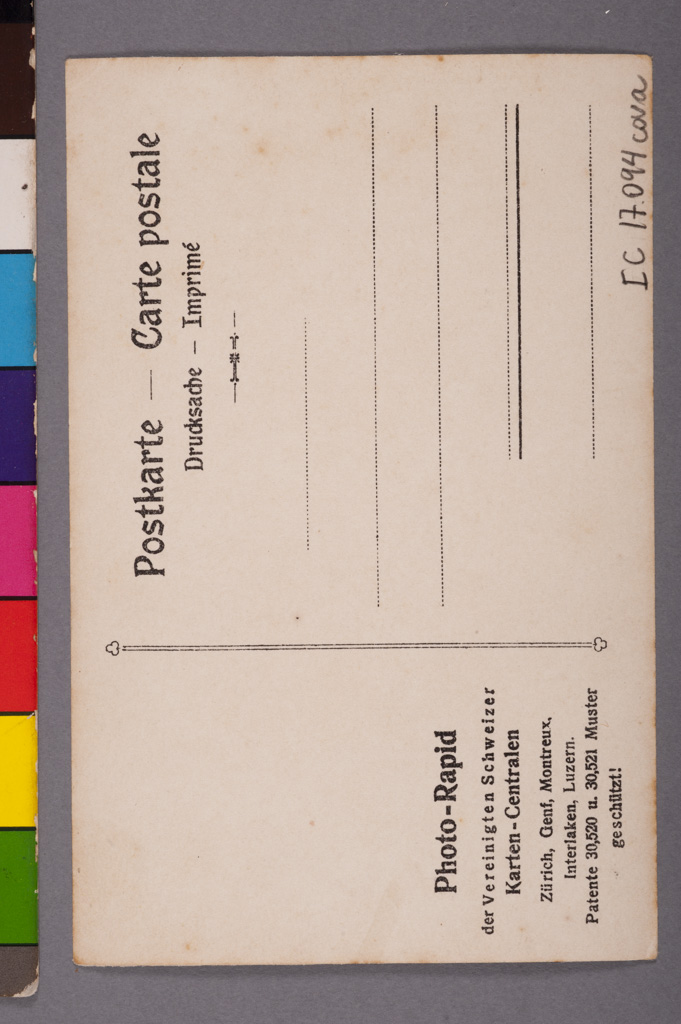 Postkarte — Carte postale
Drucksache — Imprimé
Photo-Rapid
der Vereinigten Schweizer
Karten-Centralen
Zürich, Genf, Montreux,
Interlaken, Luzern.
Patente 30,520 u. 30,521 Muster
geschützt!
IC 17.094 cova